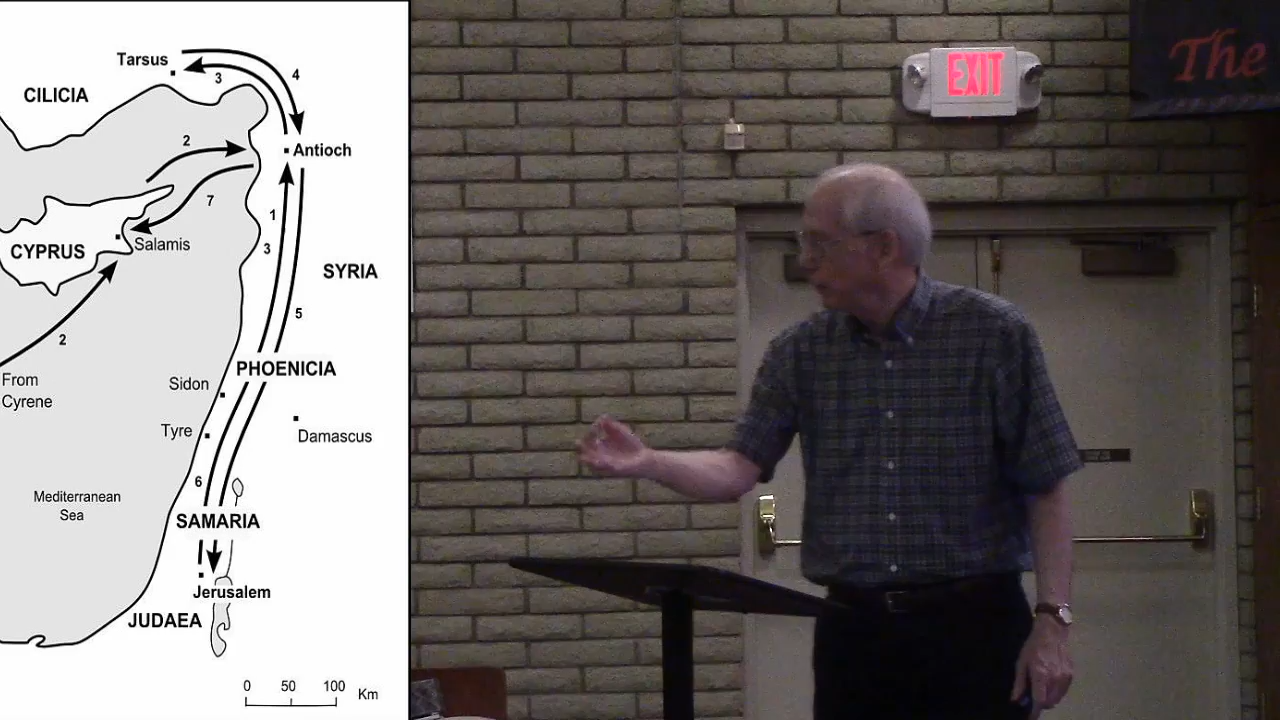 Tarsus
3
4
CILICIA
2
Antioch
7
1
CYPRUS
Salamis
3
SYRIA
5
2
PHOENICIA
From
Cyrene
Sidon
Tyre
Damascus
6
Mediterranean
Sea
SAMARIA
Jerusalem
JUDAEA
0 50 100 Km
EXIT
The